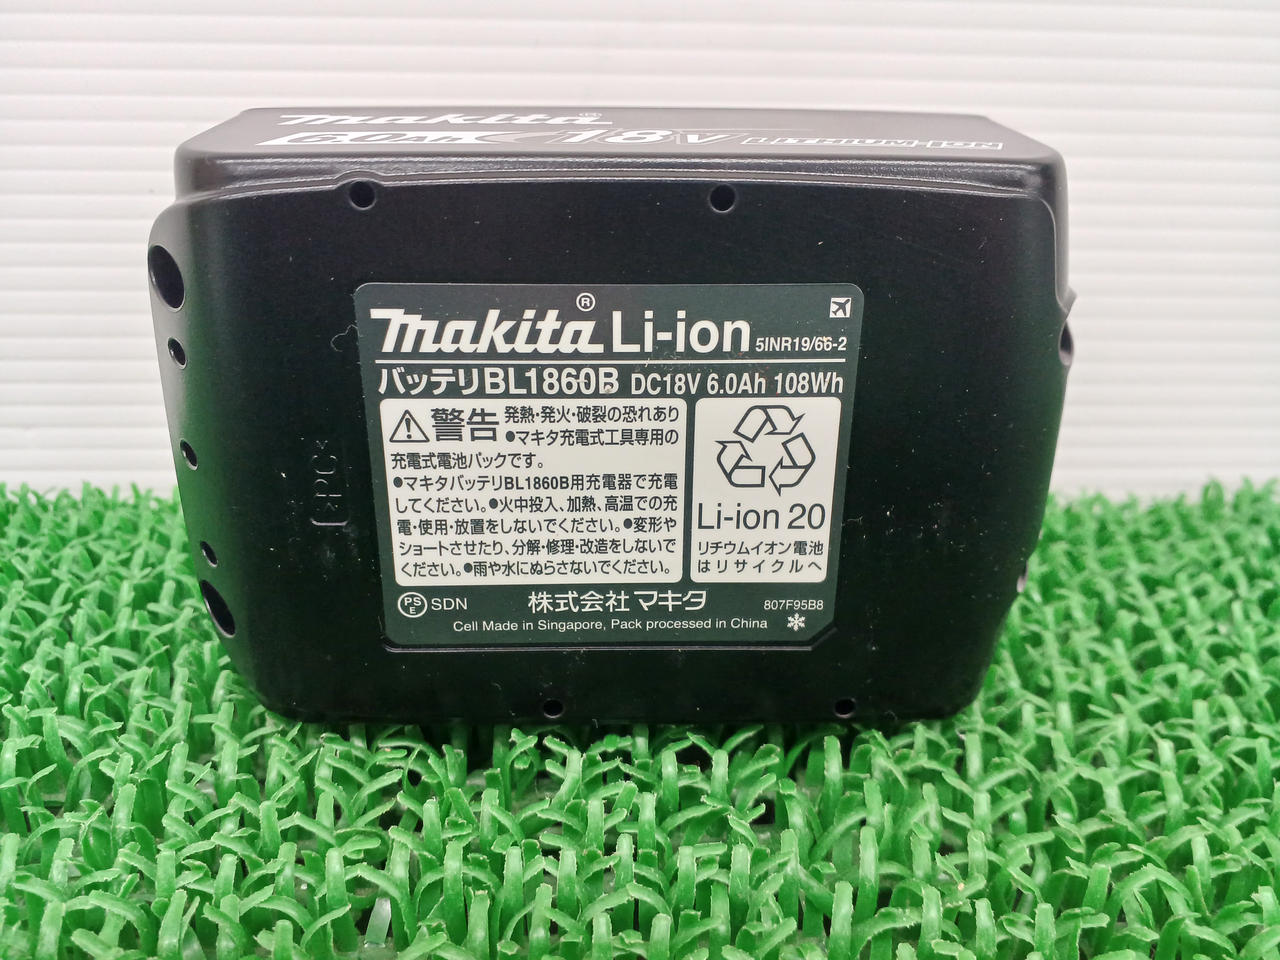 makita®
6.0Ah 18V LITHIUM-ION
makita® Li-ion 5INR19/66-2
バッテリBL1860B DC18V 6.0Ah 108Wh
警告 発熱・発火・破裂の恐れあり
●マキタ充電式工具専用の
充電式電池パックです。
●マキタバッテリBL1860B用充電器で充電
してください。●火中投入、加熱、高温での充
電・使用・放置をしないでください。●変形や
ショートさせたり、分解・修理・改造をしないで
ください。●雨や水にぬらさないでください。
Li-ion 20
リチウムイオン電池
はリサイクルへ
PSE SDN 株式会社 マキタ 807F95B8
Cell Made in Singapore, Pack processed in China
>PC<